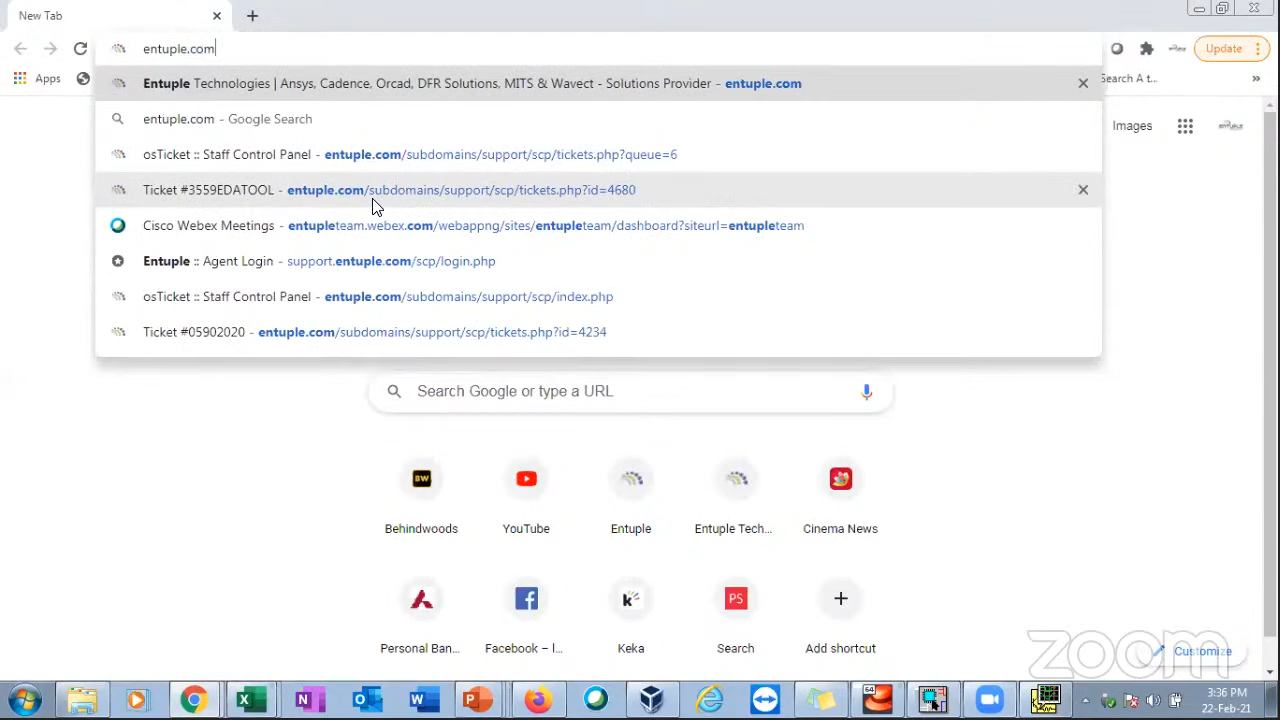 New Tab
entuple.com
Update
Apps
Search A t...
Entuple Technologies | Ansys, Cadence, Orcad, DFR Solutions, MITS & Wavect - Solutions Provider - entuple.com
entuple.com - Google Search
osTicket :: Staff Control Panel - entuple.com/subdomains/support/scp/tickets.php?queue=6
Images
Ticket #3559EDATOOL - entuple.com/subdomains/support/scp/tickets.php?id=4680
Cisco Webex Meetings - entupleteam.webex.com/webappng/sites/entupleteam/dashboard?siteurl=entupleteam
Entuple :: Agent Login - support.entuple.com/scp/login.php
osTicket :: Staff Control Panel - entuple.com/subdomains/support/scp/index.php
Ticket #05902020 - entuple.com/subdomains/support/scp/tickets.php?id=4234
Search Google or type a URL
BW
Behindwoods
YouTube
Entuple
Entuple Tech...
Cinema News
PS
Personal Ban...
Facebook – l...
Keka
Search
Add shortcut
zoom
Customize
64
3:36 PM
22-Feb-21